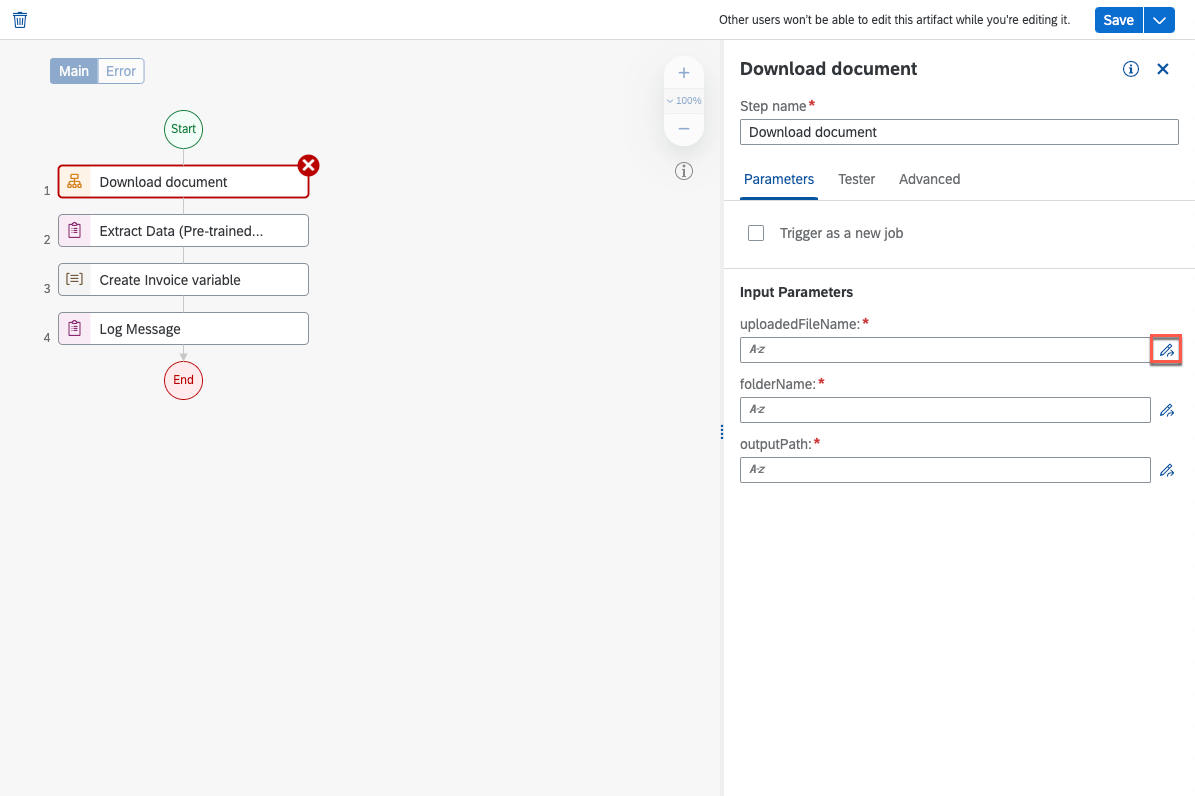 Other users won't be able to edit this artifact while you're editing it.
Save
Main
Error
100%
Start
1
Download document
2
Extract Data (Pre-trained...
3
Create Invoice variable
4
Log Message
End
Download document
Step name*
Download document
Parameters
Tester
Advanced
Trigger as a new job
Input Parameters
uploadedFileName:*
A-z
folderName:*
A-z
outputPath:*
A-z